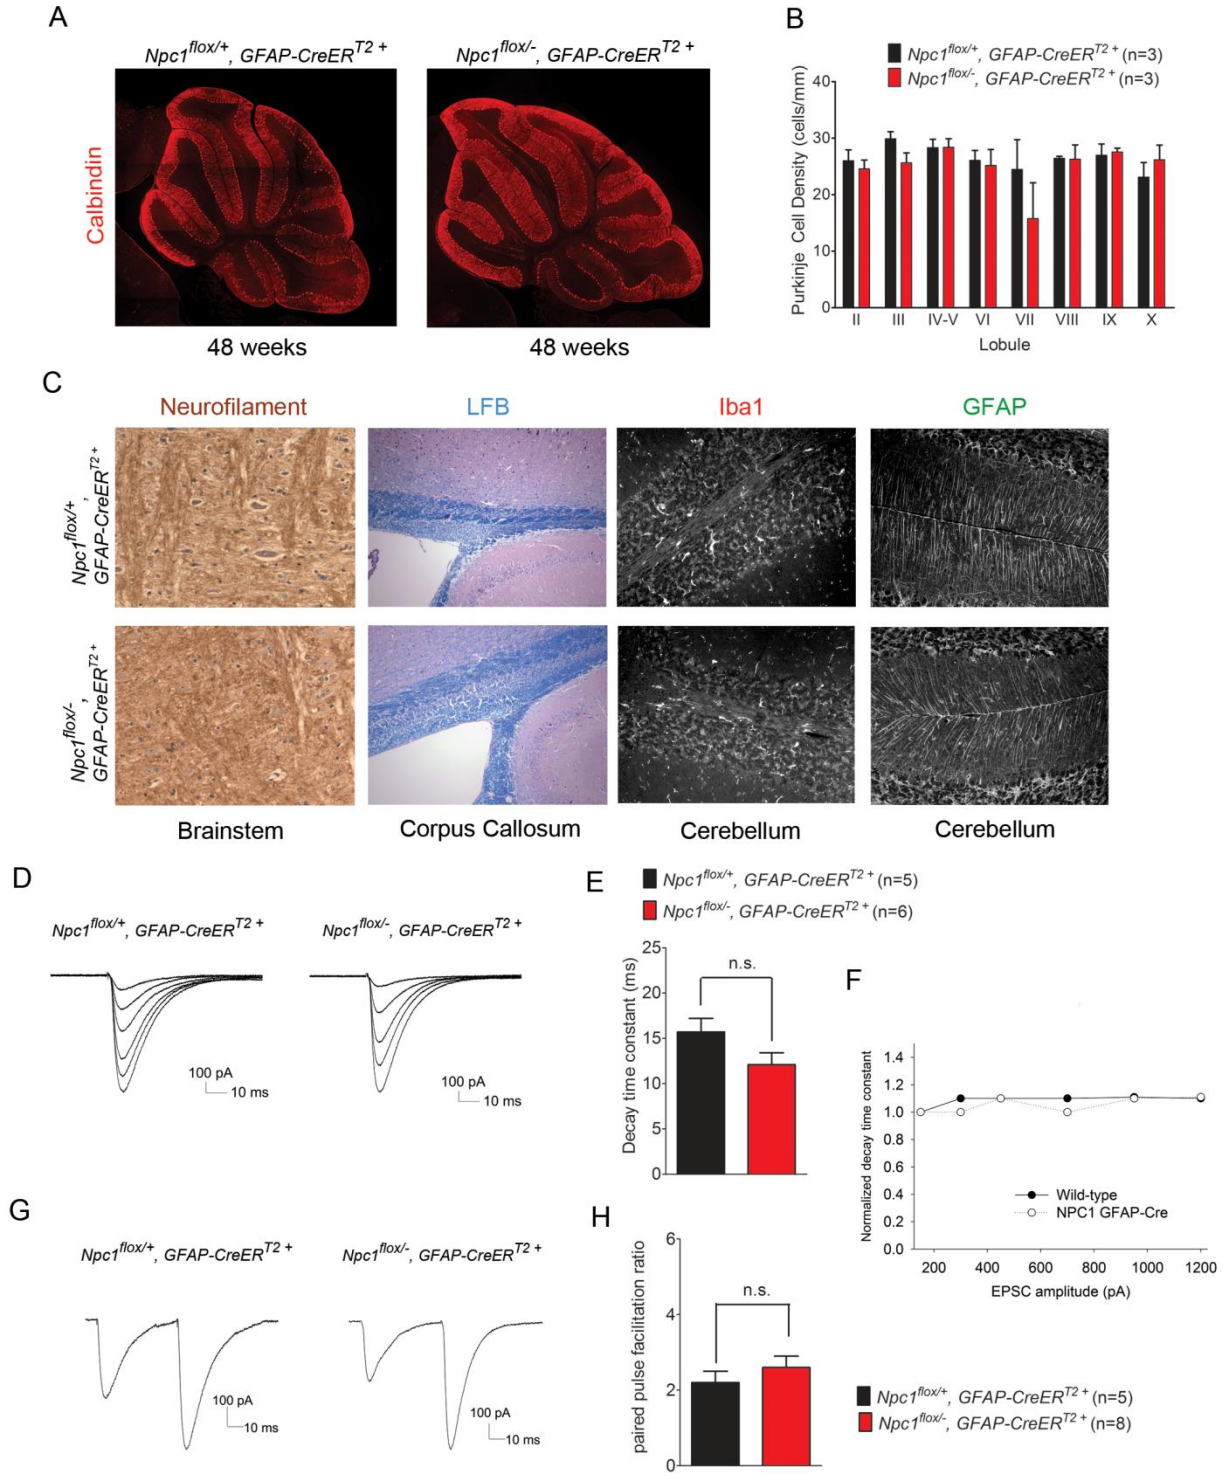 A
Npc1flox/+, GFAP-CreERT2 +
Npc1flox/-, GFAP-CreERT2 +
Calbindin
48 weeks
48 weeks
B
Npc1flox/+, GFAP-CreERT2 + (n=3)
Npc1flox/-, GFAP-CreERT2 + (n=3)
Purkinje Cell Density (cells/mm)
40
30
20
10
0
II III IV-V VI VII VIII IX X
Lobule
C
Neurofilament LFB Iba1 GFAP
Npc1flox/+,
GFAP-CreERT2 +
Npc1flox/-,
GFAP-CreERT2 +
Brainstem Corpus Callosum Cerebellum Cerebellum
D
Npc1flox/+, GFAP-CreERT2 +
Npc1flox/-, GFAP-CreERT2 +
100 pA
10 ms
100 pA
10 ms
E
Npc1flox/+, GFAP-CreERT2 + (n=5)
Npc1flox/-, GFAP-CreERT2 + (n=6)
Decay time constant (ms)
25
20
15
10
5
0
n.s.
F
Normalized decay time constant
1.4
1.2
1.0
0.8
0.6
0.4
0.2
0.0
Wild-type
NPC1 GFAP-Cre
200 400 600 800 1000 1200
EPSC amplitude (pA)
G
Npc1flox/+, GFAP-CreERT2 +
Npc1flox/-, GFAP-CreERT2 +
100 pA
10 ms
100 pA
10 ms
H
paired pulse facilitation ratio
6
4
2
0
n.s.
Npc1flox/+, GFAP-CreERT2 + (n=5)
Npc1flox/-, GFAP-CreERT2 + (n=8)